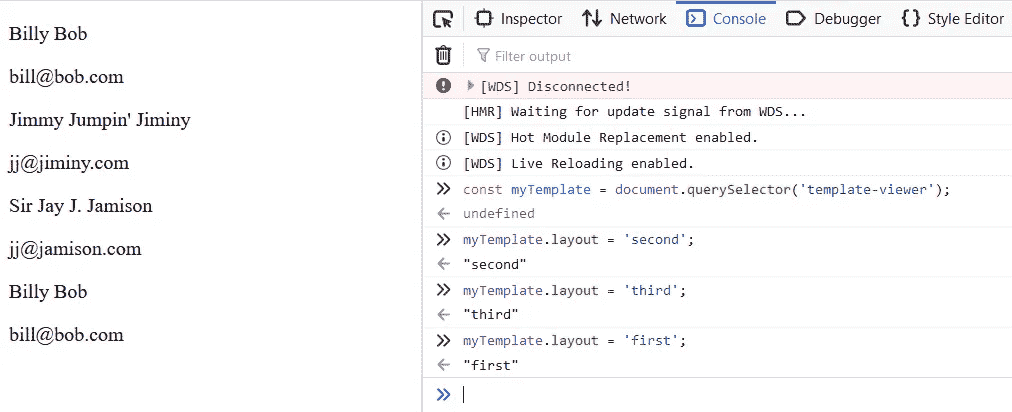 Billy Bob
bill@bob.com
Jimmy Jumpin' Jiminy
jj@jiminy.com
Sir Jay J. Jamison
jj@jamison.com
Billy Bob
bill@bob.com
Inspector Network Console Debugger {} Style Editor
Filter output
[WDS] Disconnected!
[HMR] Waiting for update signal from WDS...
[WDS] Hot Module Replacement enabled.
[WDS] Live Reloading enabled.
const myTemplate = document.querySelector('template-viewer');
undefined
myTemplate.layout = 'second';
"second"
myTemplate.layout = 'third';
"third"
myTemplate.layout = 'first';
"first"